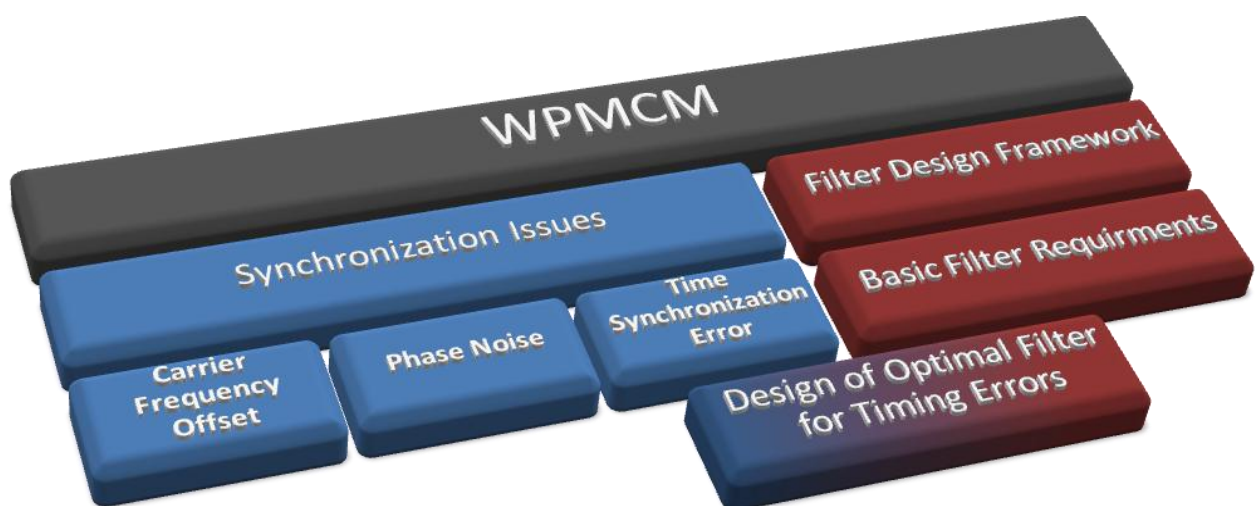 WPMCM
Synchronization Issues
Filter Design Framework
Basic Filter Requirments
Carrier
Frequency
Offset
Phase Noise
Time
Synchronization
Error
Design of Optimal Filter
for Timing Errors